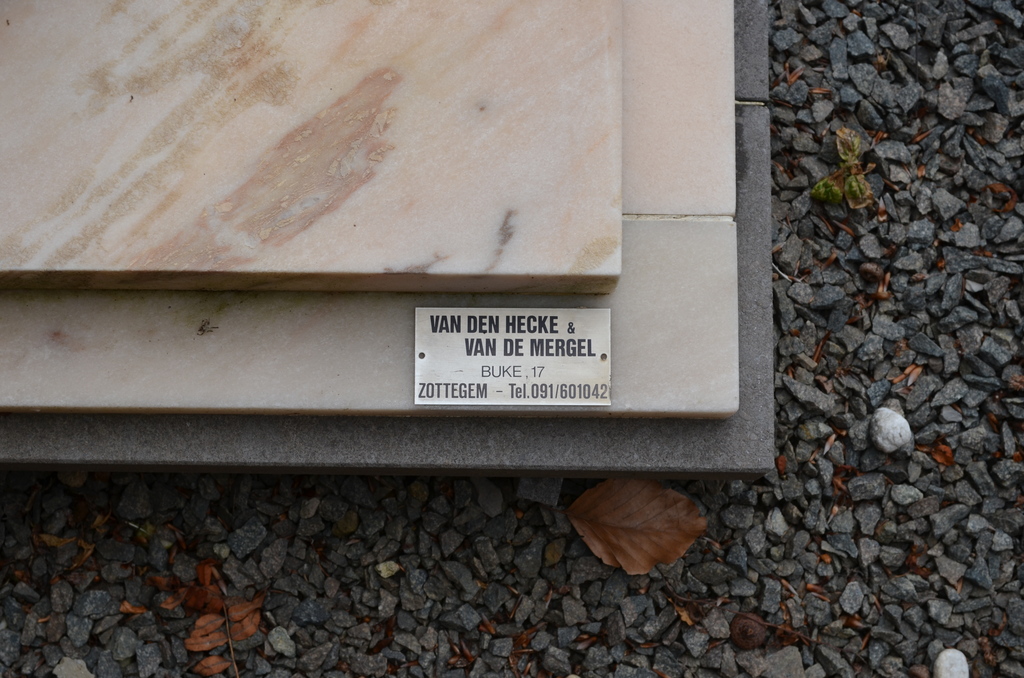 VAN DEN HECKE &
VAN DE MERGEL
BUKE, 17
ZOTTEGEM - Tel.091/601042